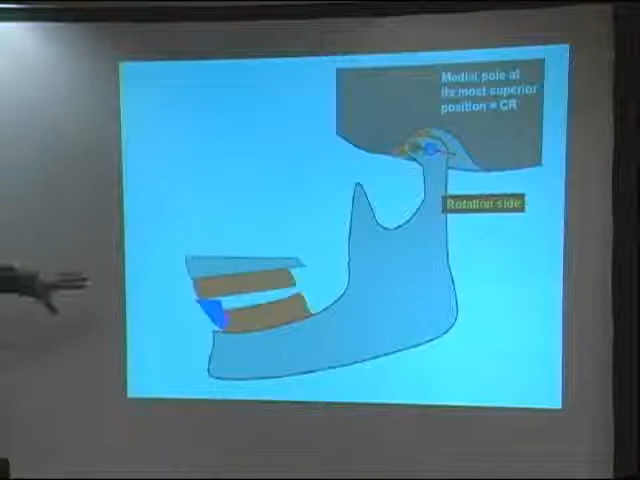 Medial pole at
its most superior
position = CR
Rotation side